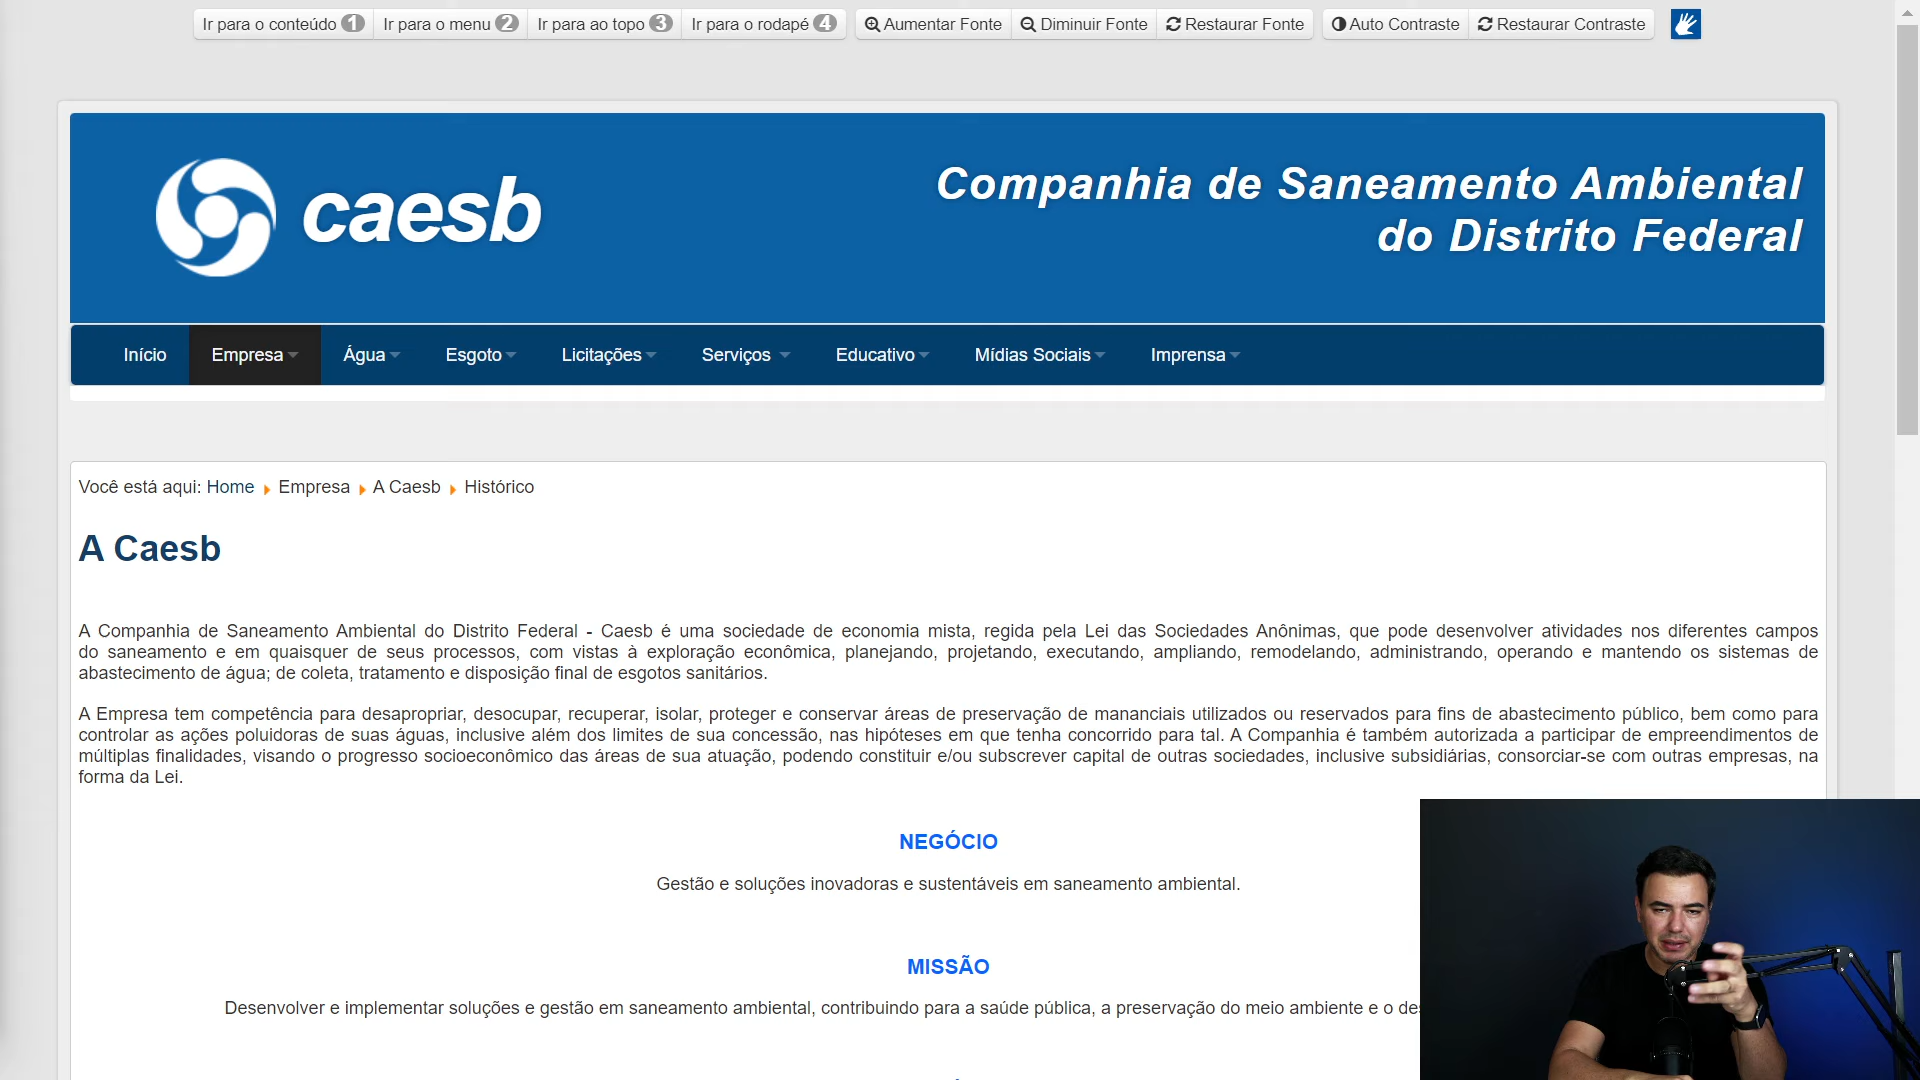 Ir para o conteúdo 1 Ir para o menu 2 Ir para ao topo 3 Ir para o rodapé 4 Aumentar Fonte Diminuir Fonte Restaurar Fonte Auto Contraste Restaurar Contraste
caesb
Companhia de Saneamento Ambiental
do Distrito Federal
Início Empresa Água Esgoto Licitações Serviços Educativo Mídias Sociais Imprensa
Você está aqui: Home Empresa A Caesb Histórico
A Caesb
A Companhia de Saneamento Ambiental do Distrito Federal - Caesb é uma sociedade de economia mista, regida pela Lei das Sociedades Anônimas, que pode desenvolver atividades nos diferentes campos
do saneamento e em quaisquer de seus processos, com vistas à exploração econômica, planejando, projetando, executando, ampliando, remodelando, administrando, operando e mantendo os sistemas de
abastecimento de água; de coleta, tratamento e disposição final de esgotos sanitários.
A Empresa tem competência para desapropriar, desocupar, recuperar, isolar, proteger e conservar áreas de preservação de mananciais utilizados ou reservados para fins de abastecimento público, bem como para
controlar as ações poluidoras de suas águas, inclusive além dos limites de sua concessão, nas hipóteses em que tenha concorrido para tal. A Companhia é também autorizada a participar de empreendimentos de
múltiplas finalidades, visando o progresso socioeconômico das áreas de sua atuação, podendo constituir e/ou subscrever capital de outras sociedades, inclusive subsidiárias, consorciar-se com outras empresas, na
forma da Lei.
NEGÓCIO
Gestão e soluções inovadoras e sustentáveis em saneamento ambiental.
MISSÃO
Desenvolver e implementar soluções e gestão em saneamento ambiental, contribuindo para a saúde pública, a preservação do meio ambiente e o